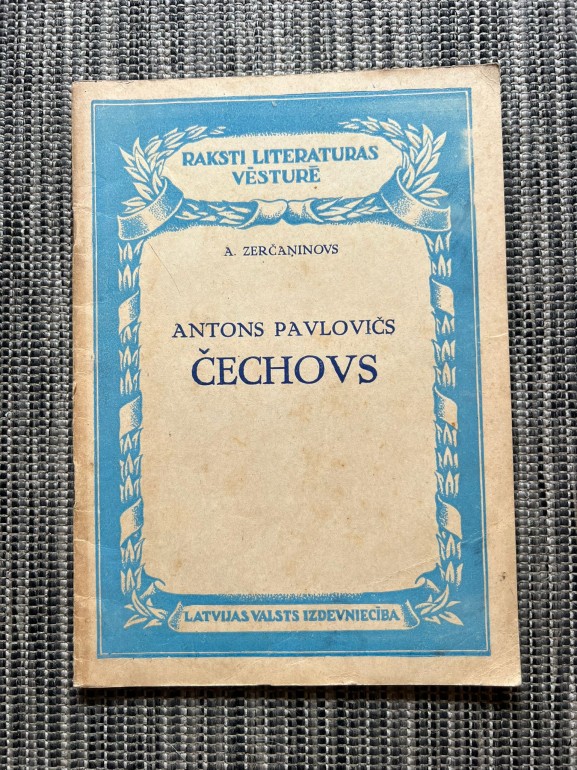 RAKSTI LITERATURAS
VĒSTURĒ
A. ZERČAŅINOVS
ANTONS PAVLOVIČS
ČECHOVS
LATVIJAS VALSTS IZDEVNIECĪBA